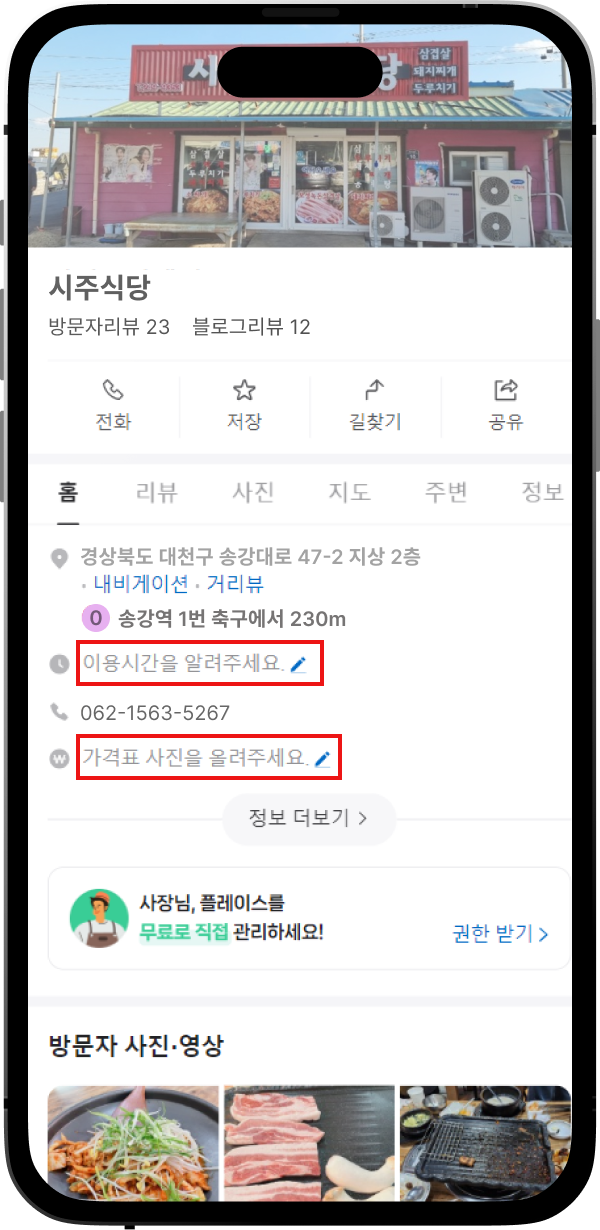 시
당
삼겹살
돼지찌개
두루치기
시주식당
방문자리뷰 23 블로그리뷰 12
전화 저장 길찾기 공유
홈 리뷰 사진 지도 주변 정보
경상북도 대천구 송강대로 47-2 지상 2층
· 내비게이션 · 거리뷰
0 송강역 1번 축구에서 230m
이용시간을 알려주세요.
062-1563-5267
₩ 가격표 사진을 올려주세요.
정보 더보기 >
사장님, 플레이스를
무료로 직접 관리하세요!
권한 받기 >
방문자 사진·영상